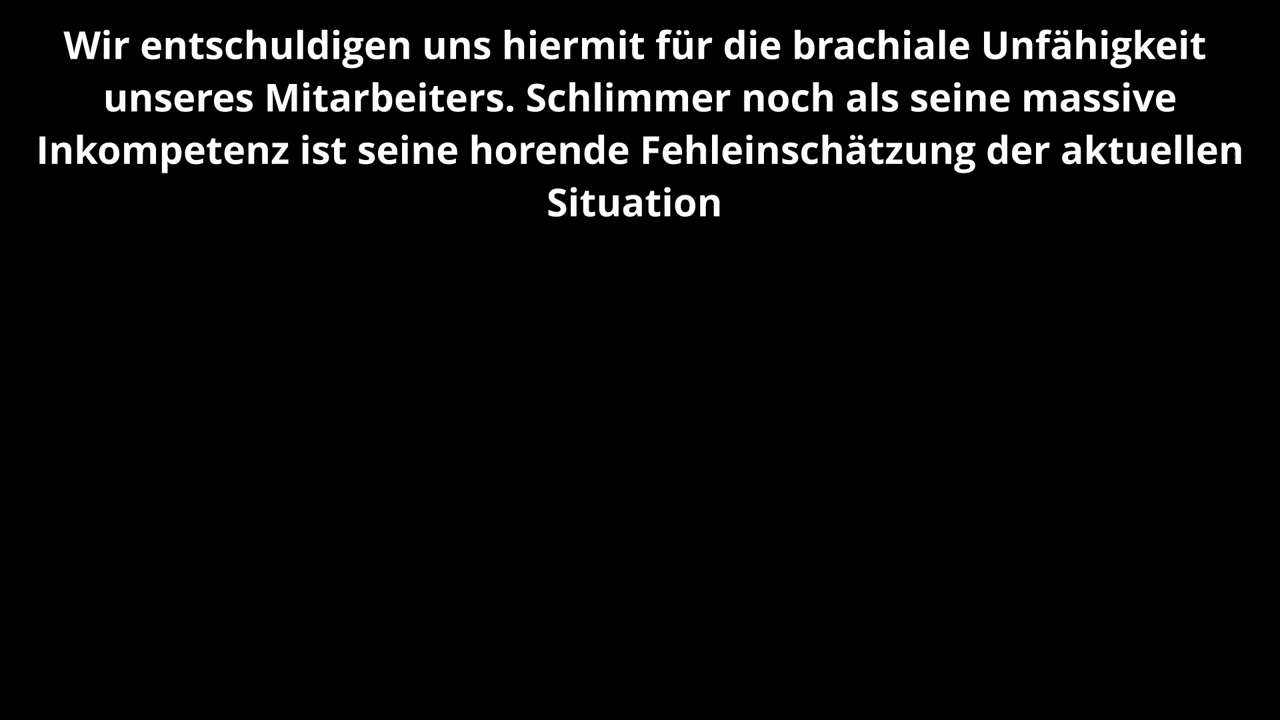 Wir entschuldigen uns hiermit für die brachiale Unfähigkeit
unseres Mitarbeiters. Schlimmer noch als seine massive
Inkompetenz ist seine horende Fehleinschätzung der aktuellen
Situation